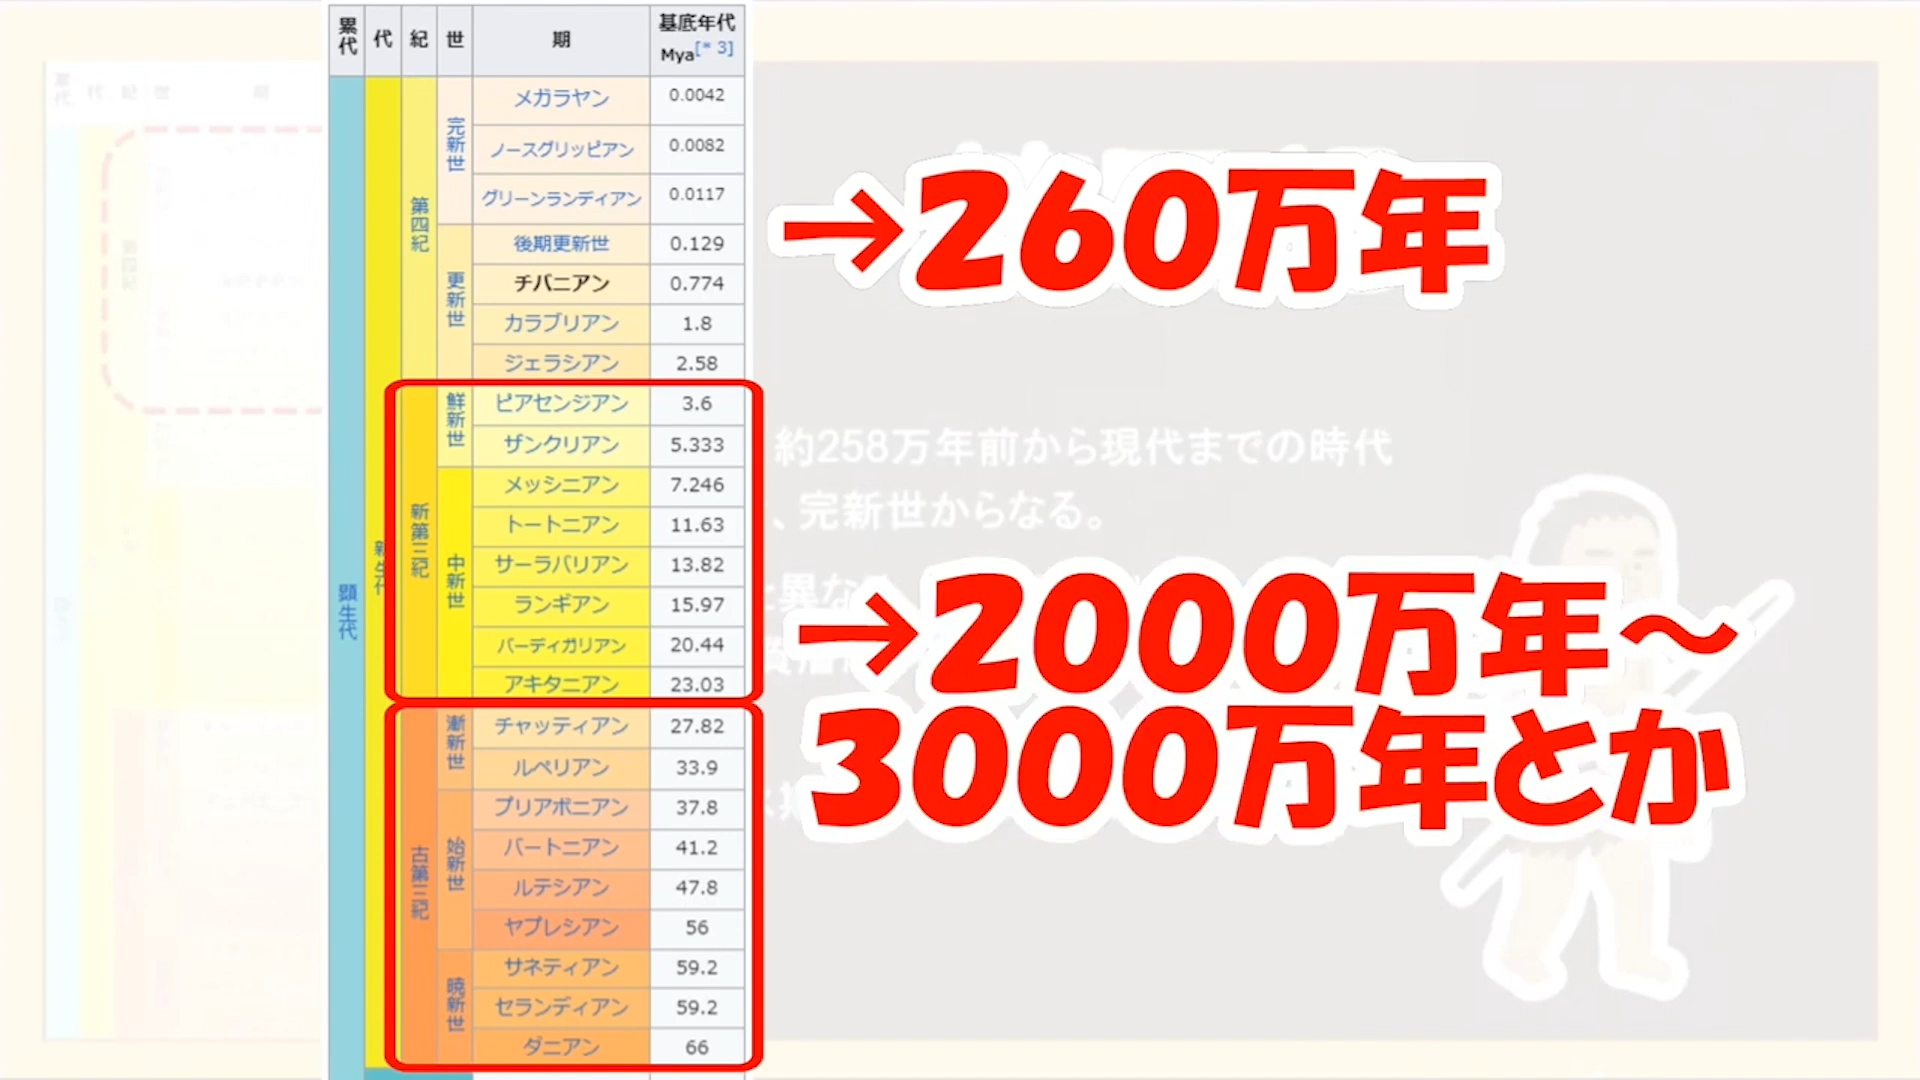 累代 代 紀 世 期 基底年代 Mya[* 3]
顕生代
新生代
第四紀
完新世
メガラヤン 0.0042
ノースグリッピアン 0.0082
グリーンランディアン 0.0117
更新世
後期更新世 0.129
チバニアン 0.774
カラブリアン 1.8
ジェラシアン 2.58
新第三紀
鮮新世
ピアセンジアン 3.6
ザンクリアン 5.333
中新世
メッシニアン 7.246
トートニアン 11.63
サーラバリアン 13.82
ランギアン 15.97
バーディガリアン 20.44
アキタニアン 23.03
古第三紀
漸新世
チャッティアン 27.82
ルペリアン 33.9
始新世
プリアボニアン 37.8
バートニアン 41.2
ルテシアン 47.8
ヤプレシアン 56
暁新世
サネティアン 59.2
セランディアン 59.2
ダニアン 66
→260万年
約258万年前から現代までの時代
、完新世からなる。
→2000万年～
3000万年とか